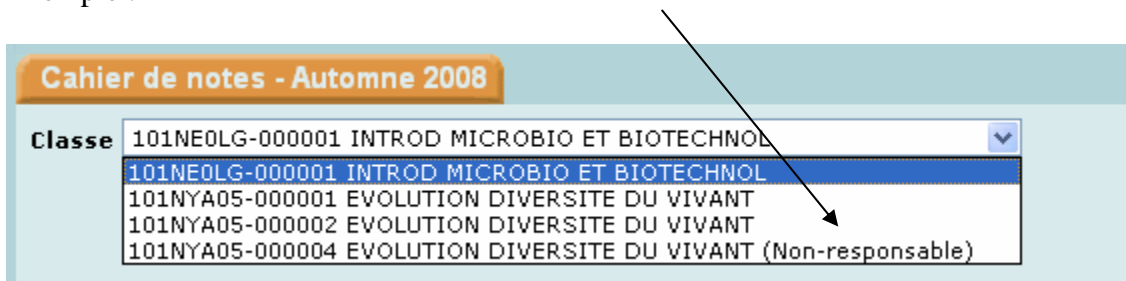 Cahier de notes - Automne 2008
Classe 101NE0LG-000001 INTROD MICROBIO ET BIOTECHNOL
101NE0LG-000001 INTROD MICROBIO ET BIOTECHNOL
101NYA05-000001 EVOLUTION DIVERSITE DU VIVANT
101NYA05-000002 EVOLUTION DIVERSITE DU VIVANT
101NYA05-000004 EVOLUTION DIVERSITE DU VIVANT (Non-responsable)